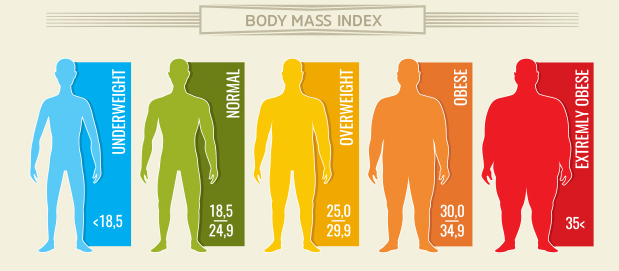 BODY MASS INDEX
UNDERWEIGHT
<18,5
NORMAL
18,5
24,9
OVERWEIGHT
25,0
29,9
OBESE
30,0
34,9
EXTREMLY OBESE
35<